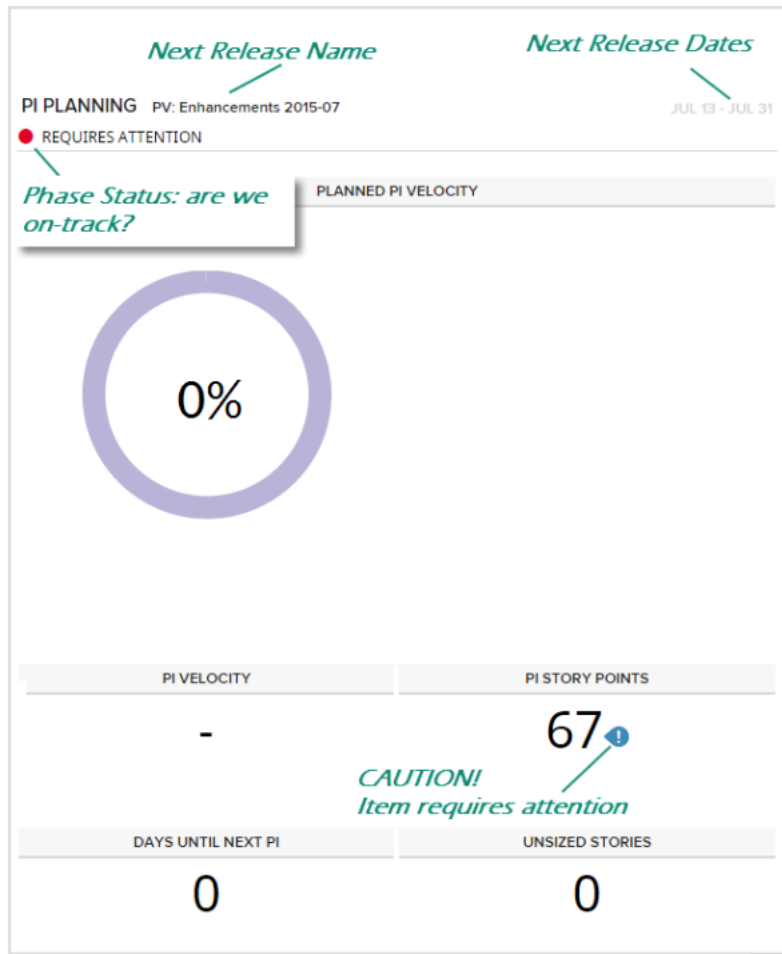 Next Release Name
Next Release Dates
PI PLANNING PV: Enhancements 2015-07
JUL 13 - JUL 31
REQUIRES ATTENTION
Phase Status: are we
on-track?
PLANNED PI VELOCITY
0%
PI VELOCITY
PI STORY POINTS
-
67
!
CAUTION!
Item requires attention
DAYS UNTIL NEXT PI
UNSIZED STORIES
0
0